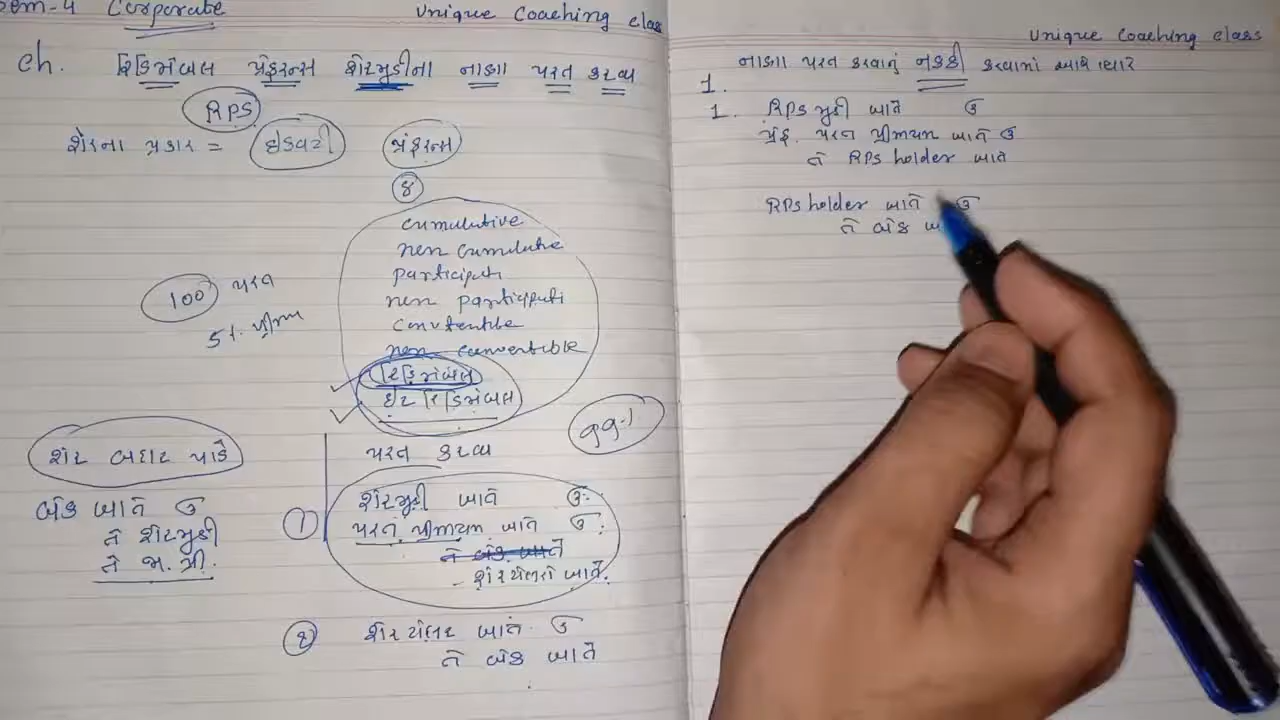 Sem-4 Corporate
Unique Coaching class
ch. રિડિમેબલ પ્રેફરન્સ શેરમુડીના નાણા પરત કરવા
RPS
શેરના પ્રકાર = ઇક્વીટી પ્રેફરન્સ
8
cumulative
non cumulative
participati
non participati
convertible
non convertible
રિડિમેબલ
ઇર રિડિમેબલ
100 પરત
5%. પ્રીમ્ય
શેર બહાર પાડે
બેંક ખાતે ઉ
તે શેરમુડી
તે જા. પ્રી.
પરત કરવા
① શેરમુડી ખાતે ઉ.
પરત પ્રીમીયમ ખાતે ઉ.
તે બેંક ખાતે
- શેર હોલ્ડરો ખાતે.
② શેર હોલ્ડર ખાતે ઉ
તે બેંક ખાતે
Unique Coaching Class
1. નાણા પરત કરવાનું નક્કી કરવામાં આવે ત્યારે
1. RPS મુડી ખાતે ઉ
પ્રેફ. પરત પ્રીમીયમ ખાતે ઉ
તે RPS holder ખાતે
RPS holder ખાતે ઉ
તે બેંક ખા